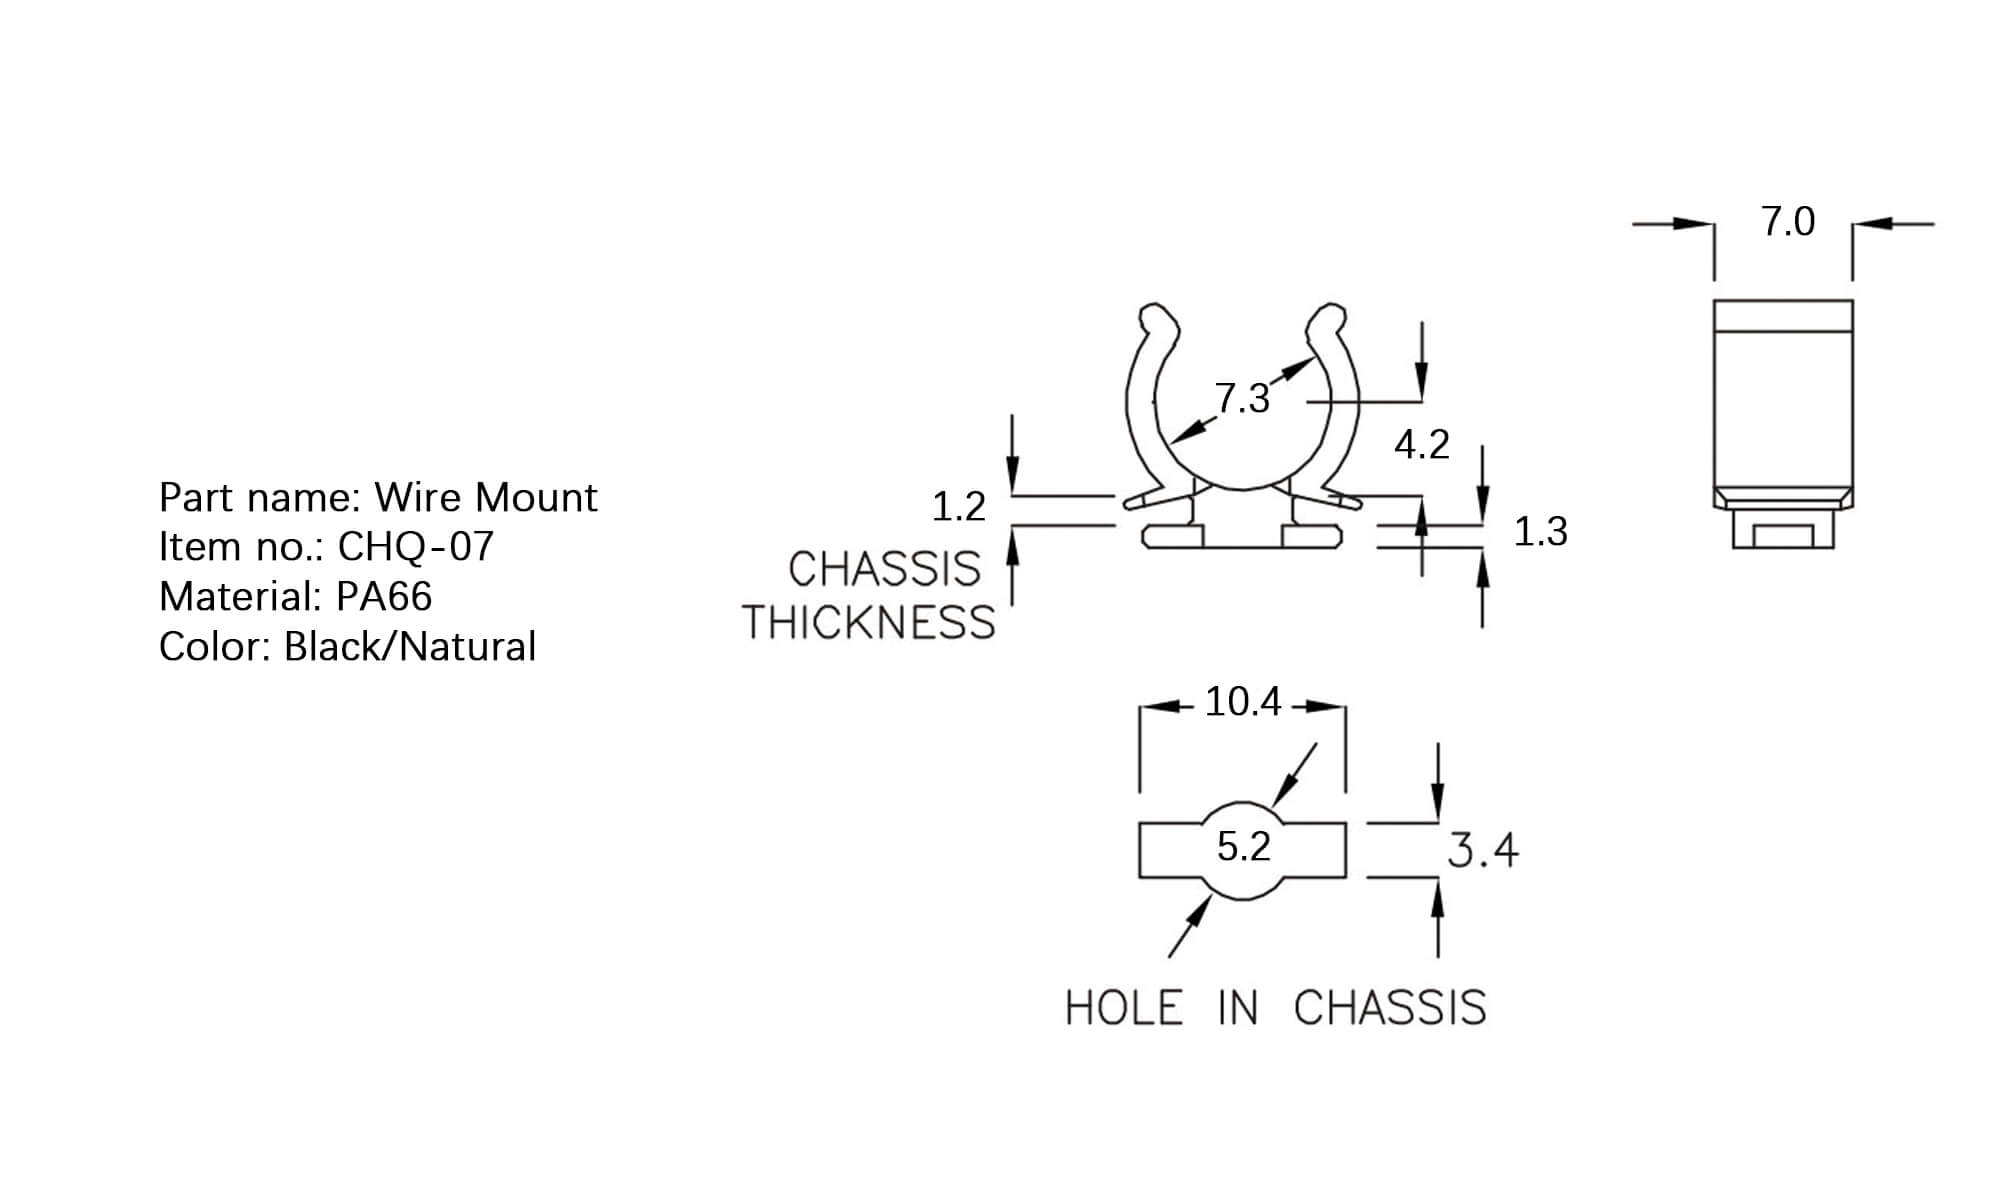 Part name: Wire Mount
Item no.: CHQ-07
Material: PA66
Color: Black/Natural
7.0
7.3
4.2
1.2
1.3
CHASSIS
THICKNESS
10.4
5.2
3.4
HOLE IN CHASSIS